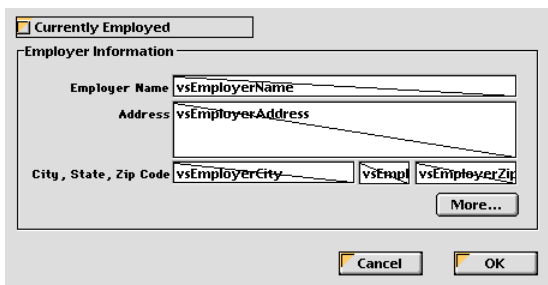 Currently Employed
Employer Information
Employer Name vsEmployerName
Address vsEmployerAddress
City, State, Zip Code vsEmployerCity vsEmpl vsEmployerZip
More...
Cancel OK